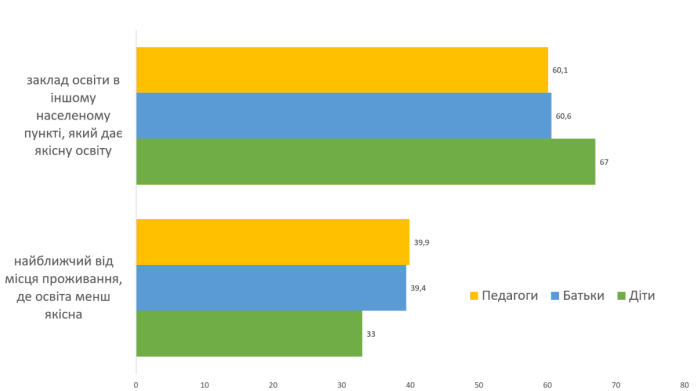 заклад освіти в
іншому
населеному
пункті, який дає
якісну освіту
60,1
60,6
67
найближчий від
місця проживання,
де освіта менш
якісна
39,9
39,4
33
Педагоги Батьки Діти
0 10 20 30 40 50 60 70 80